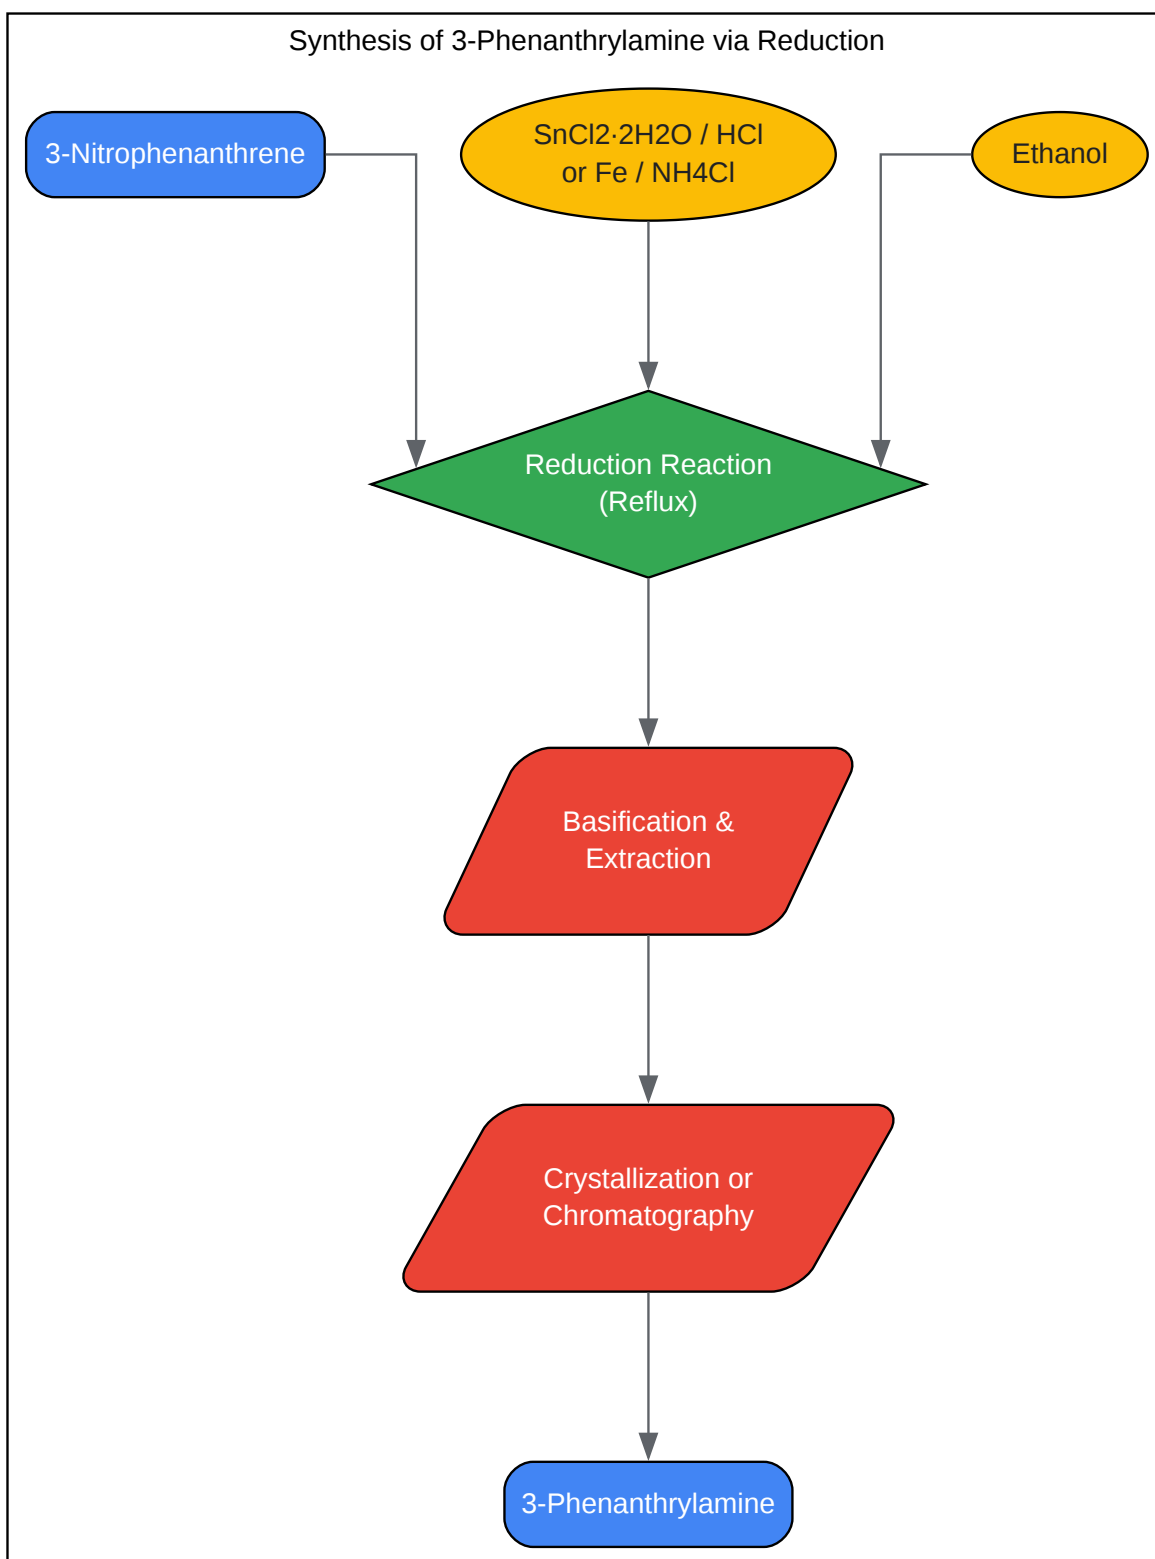 Synthesis of 3-Phenanthrylamine via Reduction
3-Nitrophenanthrene
SnCl2·2H2O / HCl
or Fe / NH4Cl
Ethanol
Reduction Reaction
(Reflux)
Basification &
Extraction
Crystallization or
Chromatography
3-Phenanthrylamine